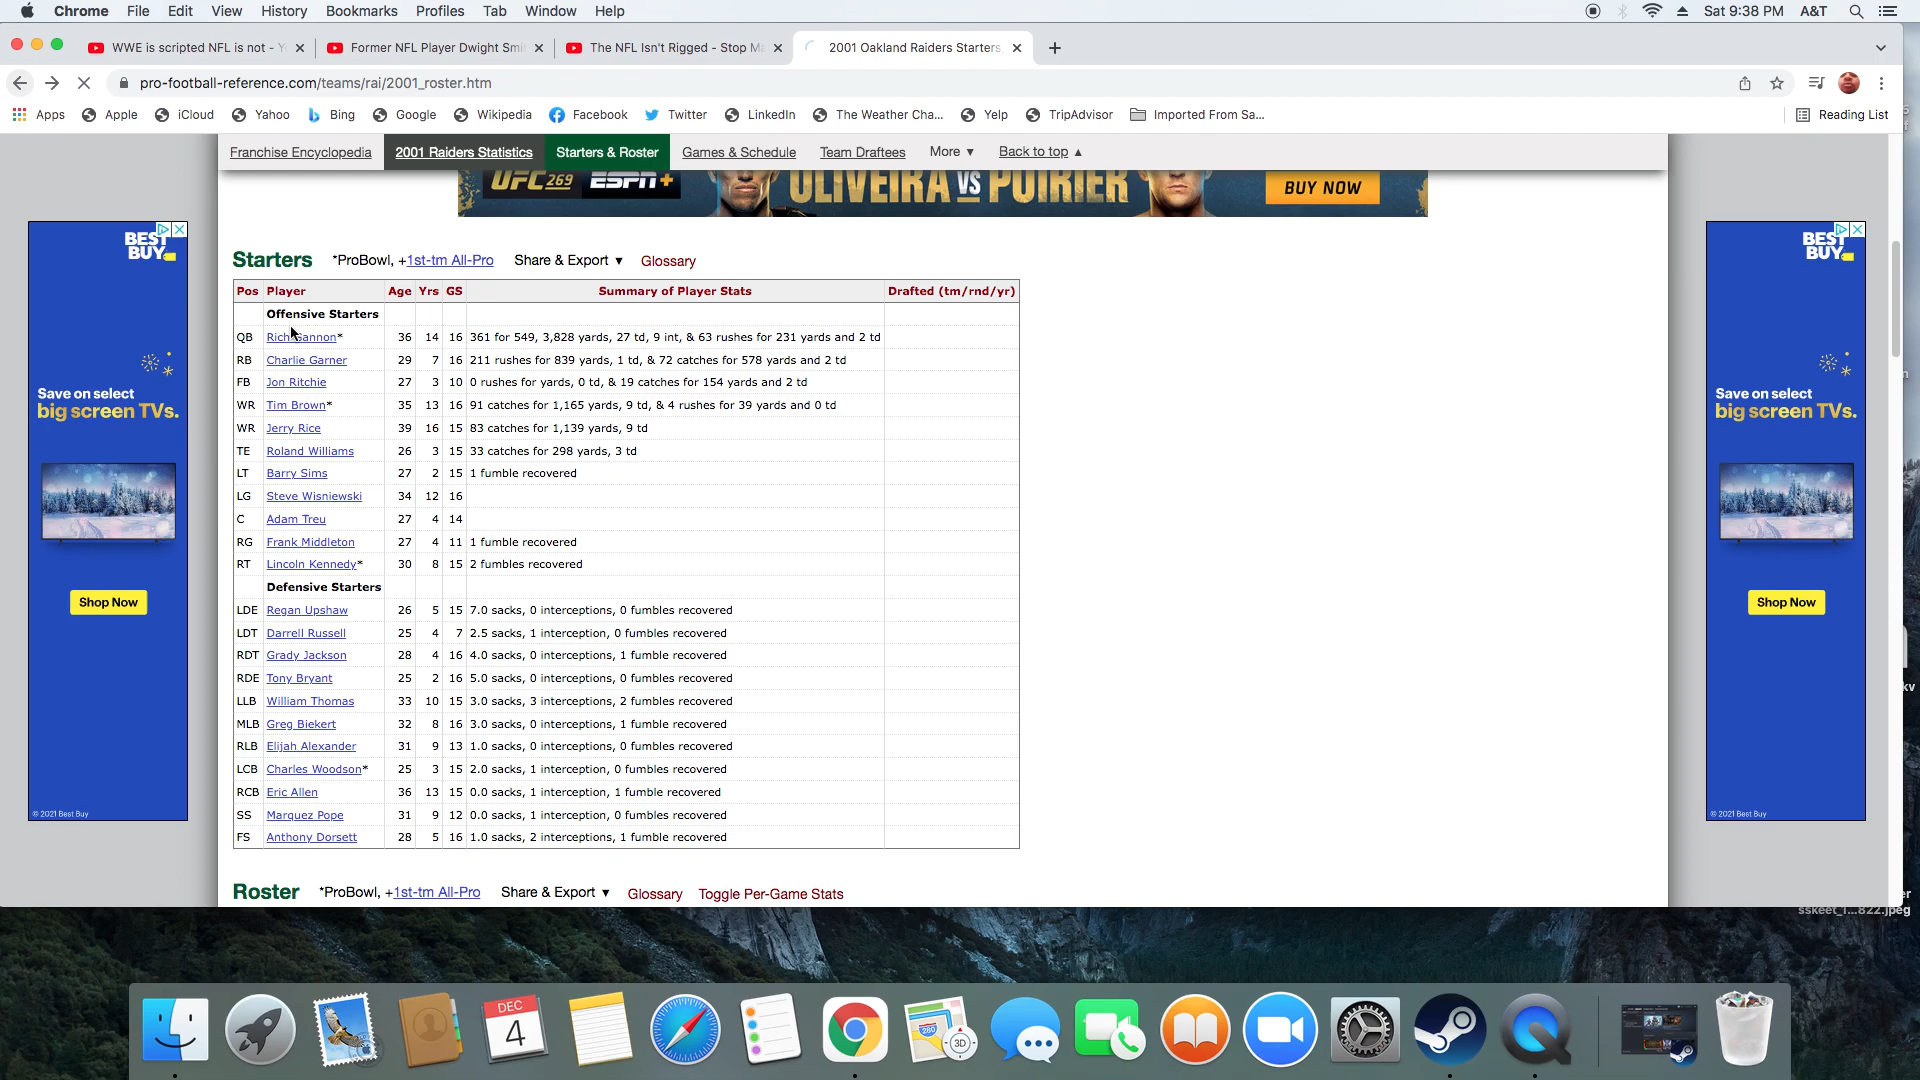 Chrome File Edit View History Bookmarks Profiles Tab Window Help Sat 9:38 PM A&T
WWE is scripted NFL is not - Y Former NFL Player Dwight Smi The NFL Isn't Rigged - Stop Ma 2001 Oakland Raiders Starters,
pro-football-reference.com/teams/rai/2001_roster.htm
Apps Apple iCloud Yahoo Bing Google Wikipedia Facebook Twitter LinkedIn The Weather Cha... Yelp TripAdvisor Imported From Sa... Reading List
Franchise Encyclopedia 2001 Raiders Statistics Starters & Roster Games & Schedule Team Draftees More ▼ Back to top ▲
UFC 269 ESPN+ OLIVEIRA VS POIRIER BUY NOW
BEST BUY
Save on select
big screen TVs.
Shop Now
© 2021 Best Buy
Starters *ProBowl, +1st-tm All-Pro Share & Export ▼ Glossary
Pos Player Age Yrs GS Summary of Player Stats Drafted (tm/rnd/yr)
Offensive Starters
QB Rich Gannon* 36 14 16 361 for 549, 3,828 yards, 27 td, 9 int, & 63 rushes for 231 yards and 2 td
RB Charlie Garner 29 7 16 211 rushes for 839 yards, 1 td, & 72 catches for 578 yards and 2 td
FB Jon Ritchie 27 3 10 0 rushes for yards, 0 td, & 19 catches for 154 yards and 2 td
WR Tim Brown* 35 13 16 91 catches for 1,165 yards, 9 td, & 4 rushes for 39 yards and 0 td
WR Jerry Rice 39 16 15 83 catches for 1,139 yards, 9 td
TE Roland Williams 26 3 15 33 catches for 298 yards, 3 td
LT Barry Sims 27 2 15 1 fumble recovered
LG Steve Wisniewski 34 12 16
C Adam Treu 27 4 14
RG Frank Middleton 27 4 11 1 fumble recovered
RT Lincoln Kennedy* 30 8 15 2 fumbles recovered
Defensive Starters
LDE Regan Upshaw 26 5 15 7.0 sacks, 0 interceptions, 0 fumbles recovered
LDT Darrell Russell 25 4 7 2.5 sacks, 1 interception, 0 fumbles recovered
RDT Grady Jackson 28 4 16 4.0 sacks, 0 interceptions, 1 fumble recovered
RDE Tony Bryant 25 2 16 5.0 sacks, 0 interceptions, 0 fumbles recovered
LLB William Thomas 33 10 15 3.0 sacks, 3 interceptions, 2 fumbles recovered
MLB Greg Biekert 32 8 16 3.0 sacks, 0 interceptions, 1 fumble recovered
RLB Elijah Alexander 31 9 13 1.0 sacks, 0 interceptions, 0 fumbles recovered
LCB Charles Woodson* 25 3 15 2.0 sacks, 1 interception, 0 fumbles recovered
RCB Eric Allen 36 13 15 0.0 sacks, 1 interception, 1 fumble recovered
SS Marquez Pope 31 9 12 0.0 sacks, 1 interception, 0 fumbles recovered
FS Anthony Dorsett 28 5 16 1.0 sacks, 2 interceptions, 1 fumble recovered
Roster *ProBowl, +1st-tm All-Pro Share & Export ▼ Glossary Toggle Per-Game Stats
BEST BUY
Save on select
big screen TVs.
Shop Now
© 2021 Best Buy
kv
er
sskeet_1...822.jpeg
DEC
4
280
3D